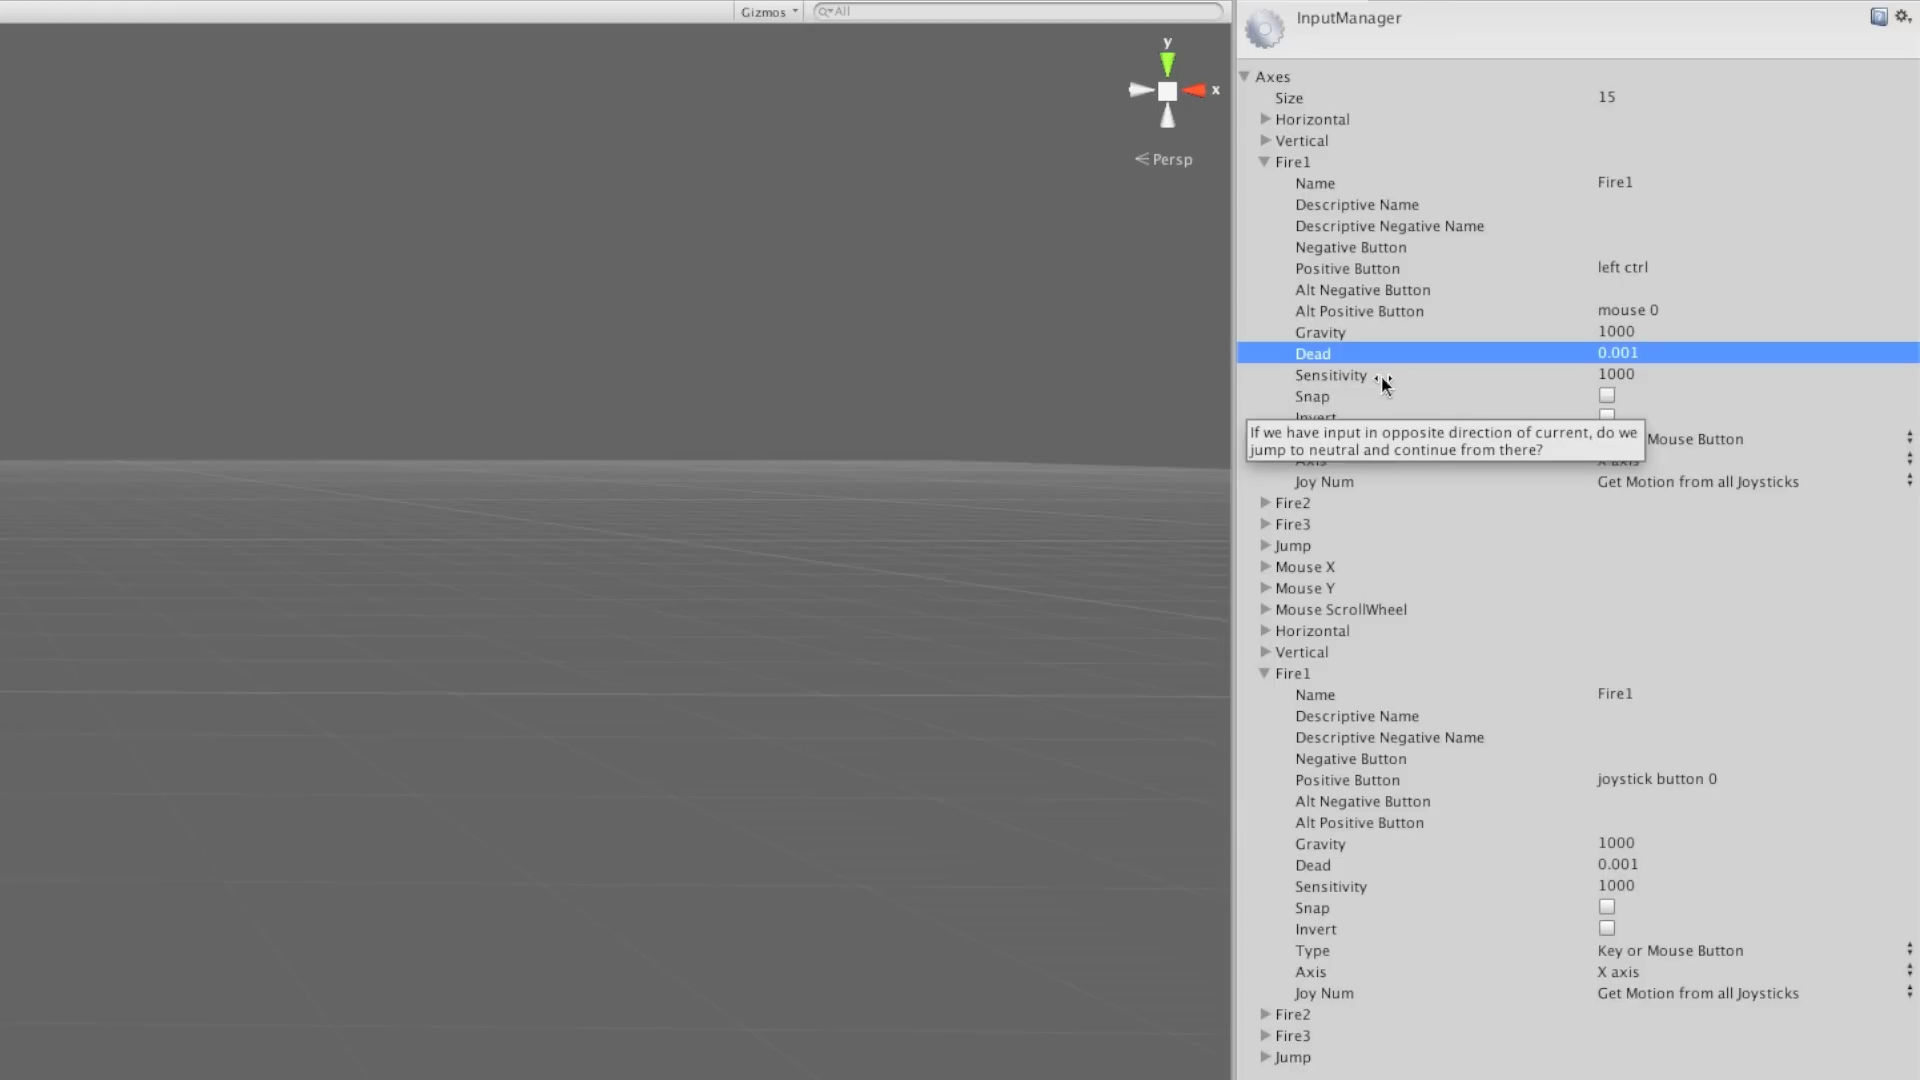 Gizmos
All
InputManager
y
x
Persp
Axes
Size 15
Horizontal
Vertical
Fire1
Name Fire1
Descriptive Name
Descriptive Negative Name
Negative Button
Positive Button left ctrl
Alt Negative Button
Alt Positive Button mouse 0
Gravity 1000
Dead 0.001
Sensitivity 1000
Snap
Invert
If we have input in opposite direction of current, do we
jump to neutral and continue from there?
Mouse Button
Axis X axis
Joy Num Get Motion from all Joysticks
Fire2
Fire3
Jump
Mouse X
Mouse Y
Mouse ScrollWheel
Horizontal
Vertical
Fire1
Name Fire1
Descriptive Name
Descriptive Negative Name
Negative Button
Positive Button joystick button 0
Alt Negative Button
Alt Positive Button
Gravity 1000
Dead 0.001
Sensitivity 1000
Snap
Invert
Type Key or Mouse Button
Axis X axis
Joy Num Get Motion from all Joysticks
Fire2
Fire3
Jump